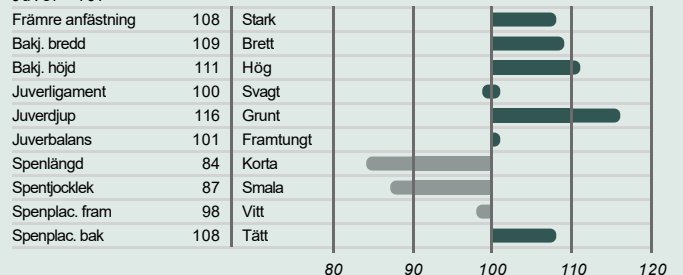 Främre anfästning 108 Stark
Bakj. bredd 109 Brett
Bakj. höjd 111 Hög
Juverligament 100 Svagt
Juverdjup 116 Grunt
Juverbalans 101 Framtungt
Spenlängd 84 Korta
Spentjocklek 87 Smala
Spenplac. fram 98 Vitt
Spenplac. bak 108 Tätt
80 90 100 110 120